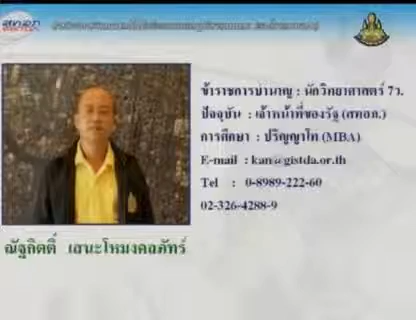 สทอภ
ข้าราชการบำนาญ : นักวิทยาศาสตร์ 7ว.
ปัจจุบัน : เจ้าหน้าที่ของรัฐ (สทอภ.)
การศึกษา : ปริญญาโท (MBA)
E-mail : kan@gistda.or.th
Tel : 0-8989-222-60
02-326-4288-9
ณัฐกิตติ์ เสนะโหมงคลภัทร์